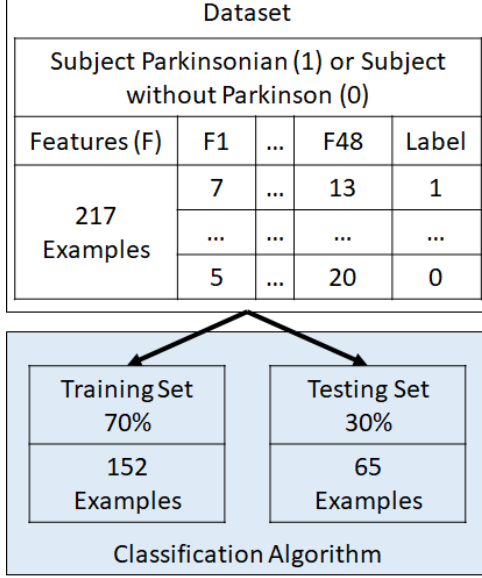 Dataset
Subject Parkinsonian (1) or Subject
without Parkinson (0)
Features (F) F1 ... F48 Label
217
Examples
7 ... 13 1
... ... ... ...
5 ... 20 0
Training Set
70%
152
Examples
Testing Set
30%
65
Examples
Classification Algorithm